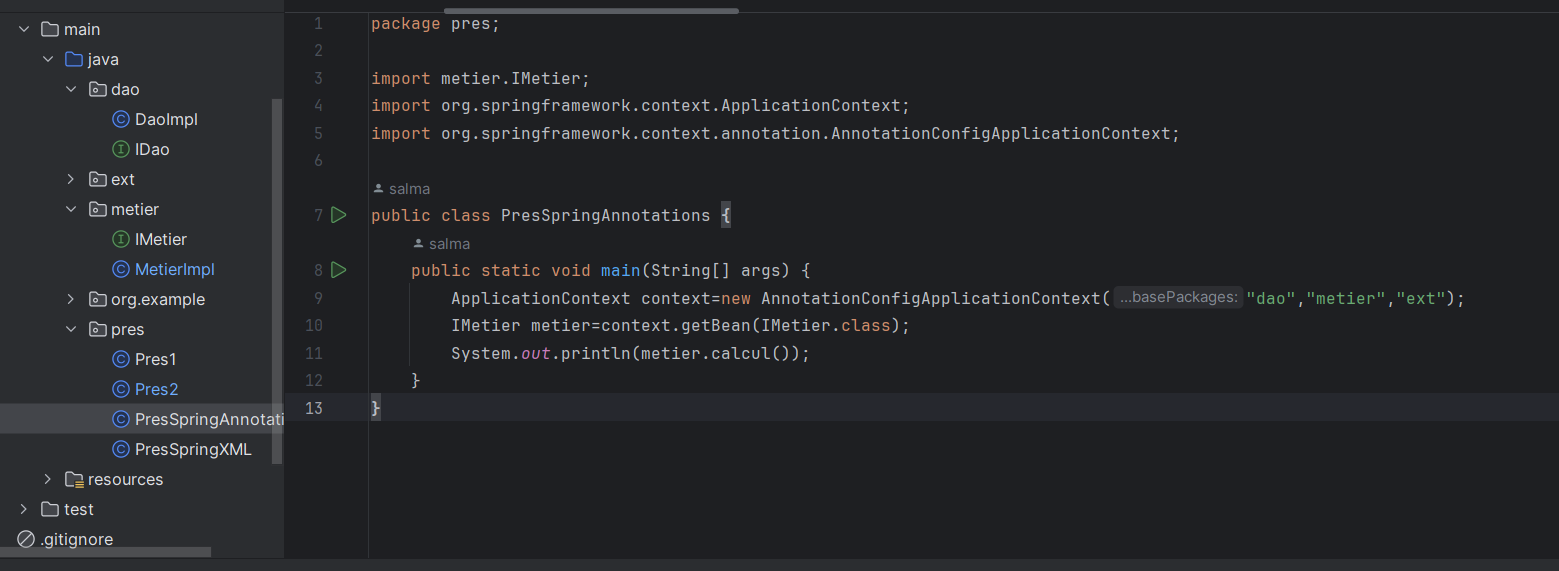 main
java
dao
DaoImpl
IDao
ext
metier
IMetier
MetierImpl
org.example
pres
Pres1
Pres2
PresSpringAnnotati
PresSpringXML
resources
test
.gitignore
1 package pres;
2
3 import metier.IMetier;
4 import org.springframework.context.ApplicationContext;
5 import org.springframework.context.annotation.AnnotationConfigApplicationContext;
6
salma
7 public class PresSpringAnnotations {
salma
8 public static void main(String[] args) {
9 ApplicationContext context=new AnnotationConfigApplicationContext( ...basePackages: "dao","metier","ext");
10 IMetier metier=context.getBean(IMetier.class);
11 System.out.println(metier.calcul());
12 }
13 }